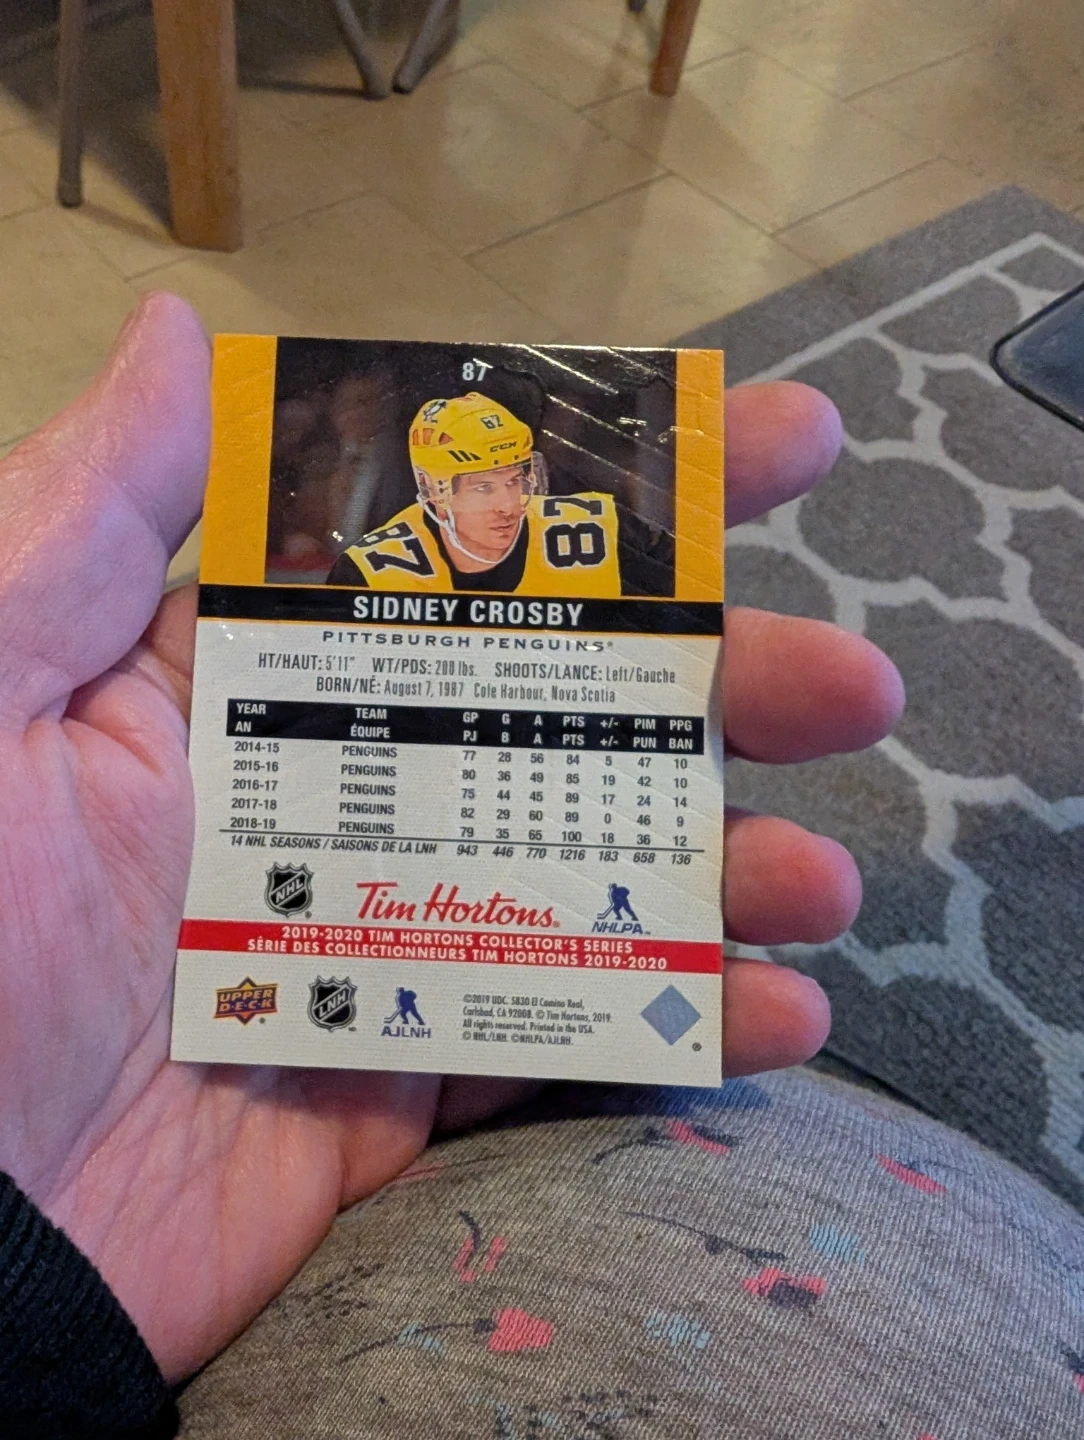 87
87
CCM
87
87
SIDNEY CROSBY
PITTSBURGH PENGUINS®
HT/HAUT: 5'11" WT/PDS: 200 lbs. SHOOTS/LANCE: Left/Gauche
BORN/NÉ: August 7, 1987 Cole Harbour, Nova Scotia
YEAR TEAM GP G A PTS +/- PIM PPG
AN ÉQUIPE PJ B A PTS +/- PUN BAN
2014-15 PENGUINS 77 28 56 84 5 47 10
2015-16 PENGUINS 80 36 49 85 19 42 10
2016-17 PENGUINS 75 44 45 89 17 24 14
2017-18 PENGUINS 82 29 60 89 0 46 9
2018-19 PENGUINS 79 35 65 100 18 36 12
14 NHL SEASONS / SAISONS DE LA LNH 943 446 770 1216 183 658 136
NHL ® Tim Hortons® NHLPA™
2019-2020 TIM HORTONS COLLECTOR'S SERIES
SÉRIE DES COLLECTIONNEURS TIM HORTONS 2019-2020
UPPER
D•E•C•K®
LNH
AJLNH
©2019 UDC. 5830 El Camino Real,
Carlsbad, CA 92008. © Tim Hortons, 2019.
All rights reserved. Printed in the USA.
© NHL/LNH. ©NHLPA/AJLNH.
®